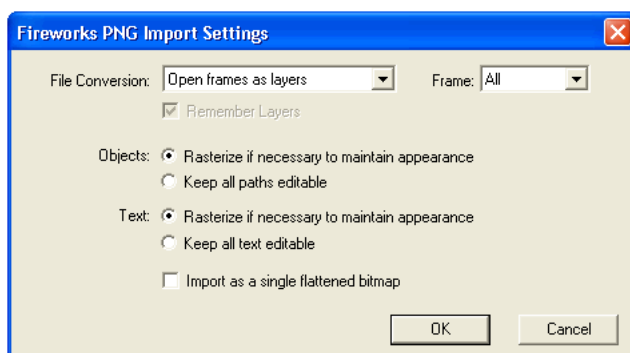 Fireworks PNG Import Settings
File Conversion: Open frames as layers Frame: All
Remember Layers
Objects: Rasterize if necessary to maintain appearance
Keep all paths editable
Text: Rasterize if necessary to maintain appearance
Keep all text editable
Import as a single flattened bitmap
OK Cancel